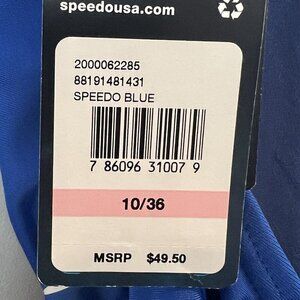 speedousa.com
2000062285
88191481431
SPEEDO BLUE
7 86096 31007 9
10/36
MSRP $49.50